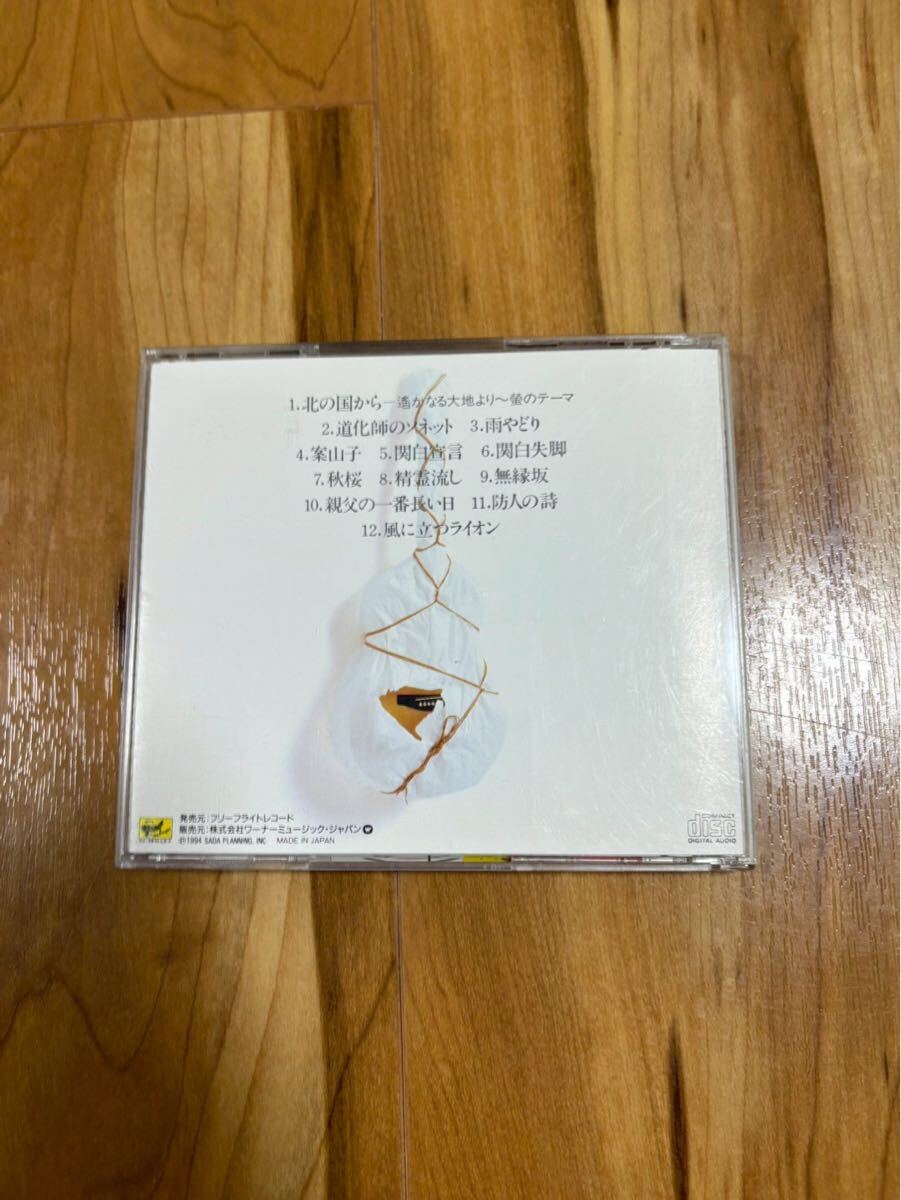 1.北の国から―遥かなる大地より〜螢のテーマ
2.道化師のソネット 3.雨やどり
4.案山子 5.関白宣言 6.関白失脚
7.秋桜 8.精霊流し 9.無縁坂
10.親父の一番長い日 11.防人の詩
12.風に立つライオン
発売元:フリーフライトレコード
販売元:株式会社ワーナーミュージック・ジャパン
Ⓟ1994 SADA PLANNING, INC MADE IN JAPAN
COMPACT
disc
DIGITAL AUDIO